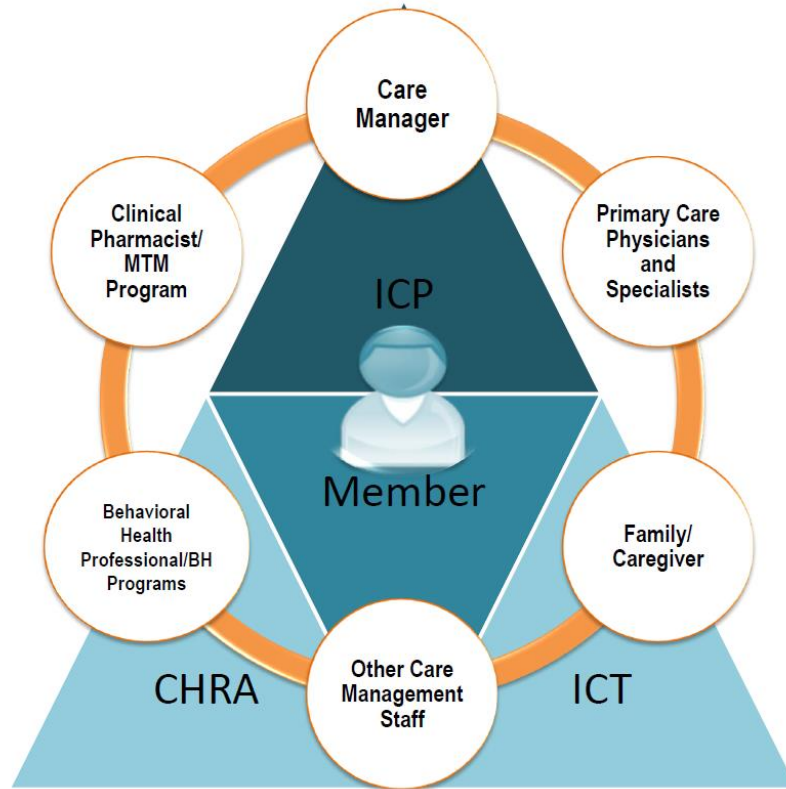 Care
Manager
Clinical
Pharmacist/
MTM
Program
Primary Care
Physicians
and
Specialists
ICP
Member
Behavioral
Health
Professional/BH
Programs
Family/
Caregiver
CHRA
Other Care
Management
Staff
ICT